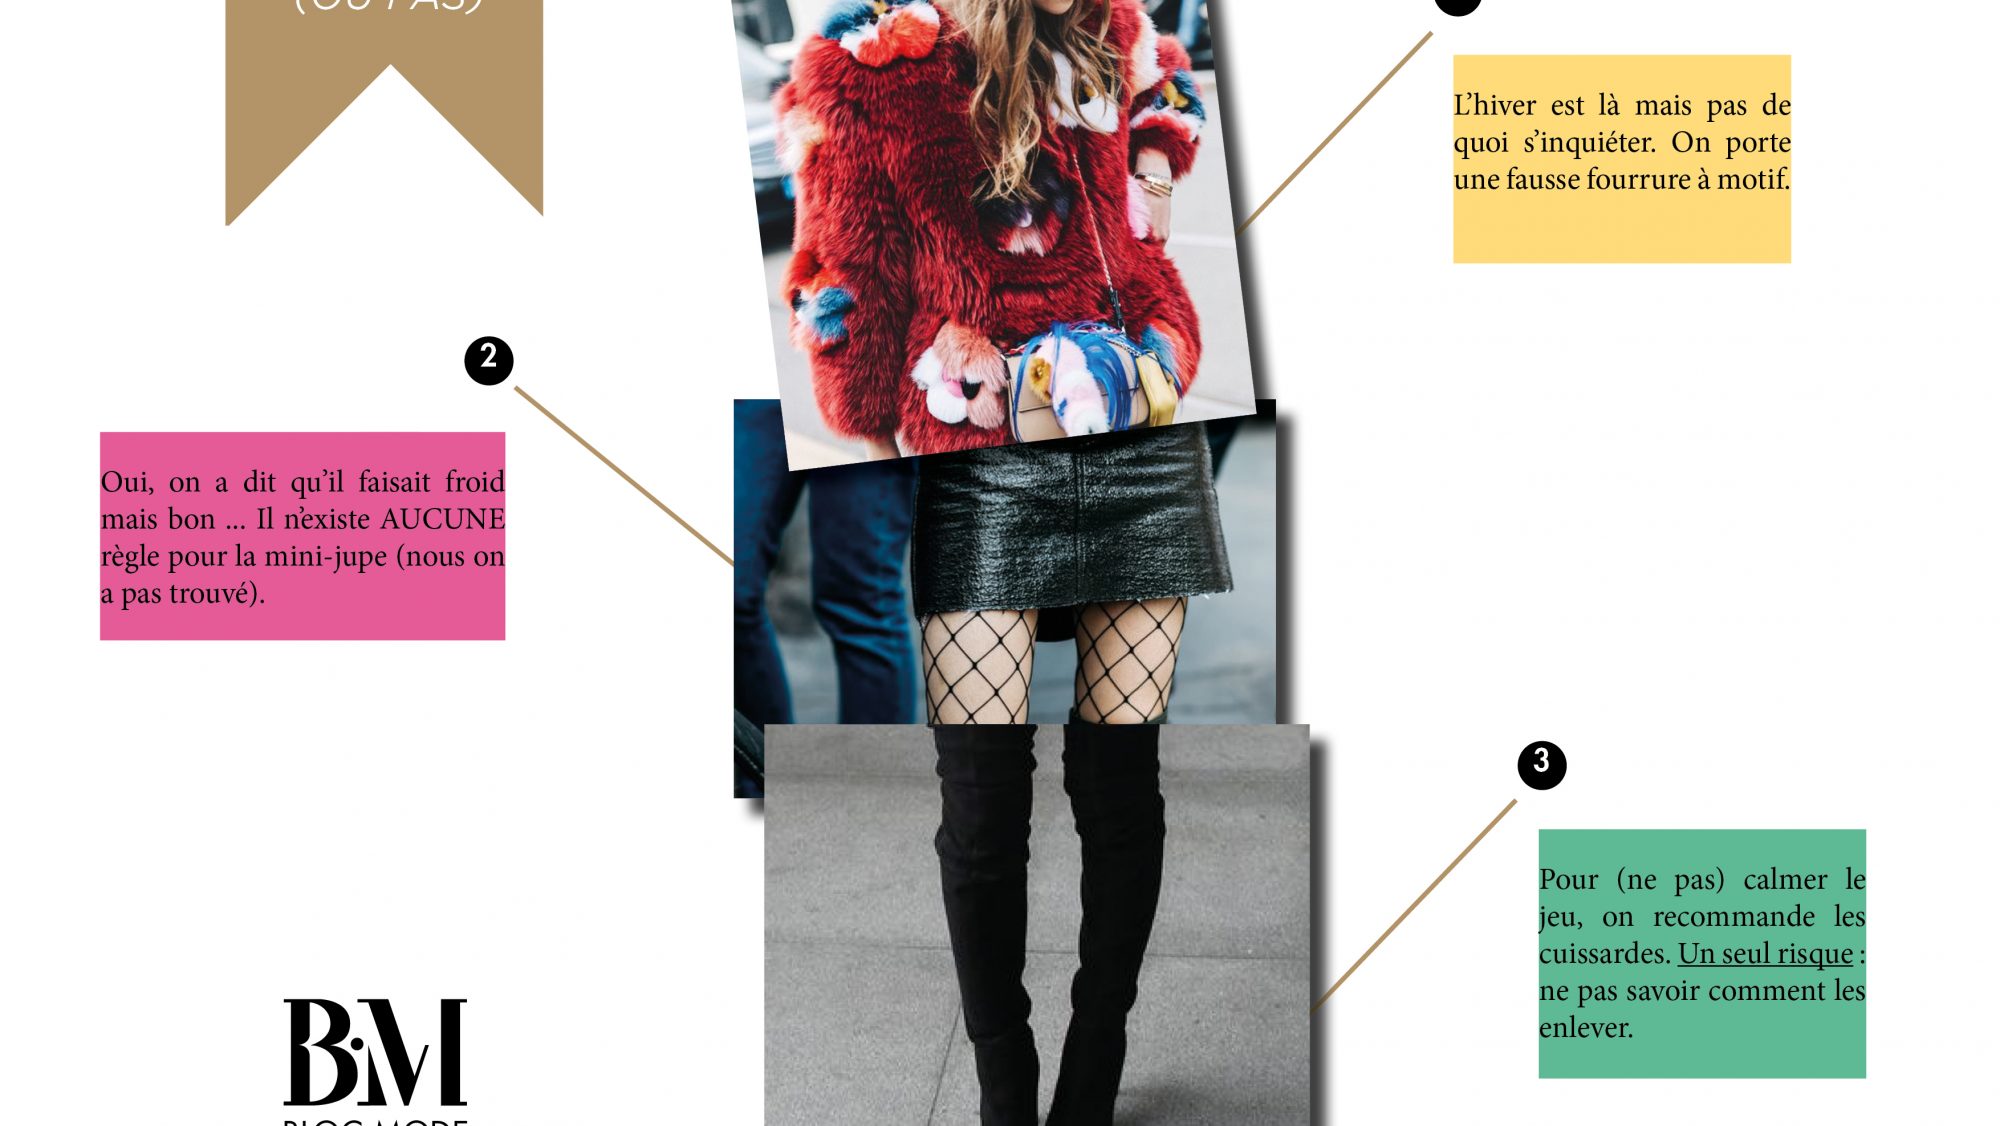 (OU PAS)
L’hiver est là mais pas de
quoi s’inquiéter. On porte
une fausse fourrure à motif.
2
Oui, on a dit qu’il faisait froid
mais bon ... Il n’existe AUCUNE
règle pour la mini-jupe (nous on
a pas trouvé).
3
Pour (ne pas) calmer le
jeu, on recommande les
cuissardes. Un seul risque :
ne pas savoir comment les
enlever.
B.M
BLOG MODE